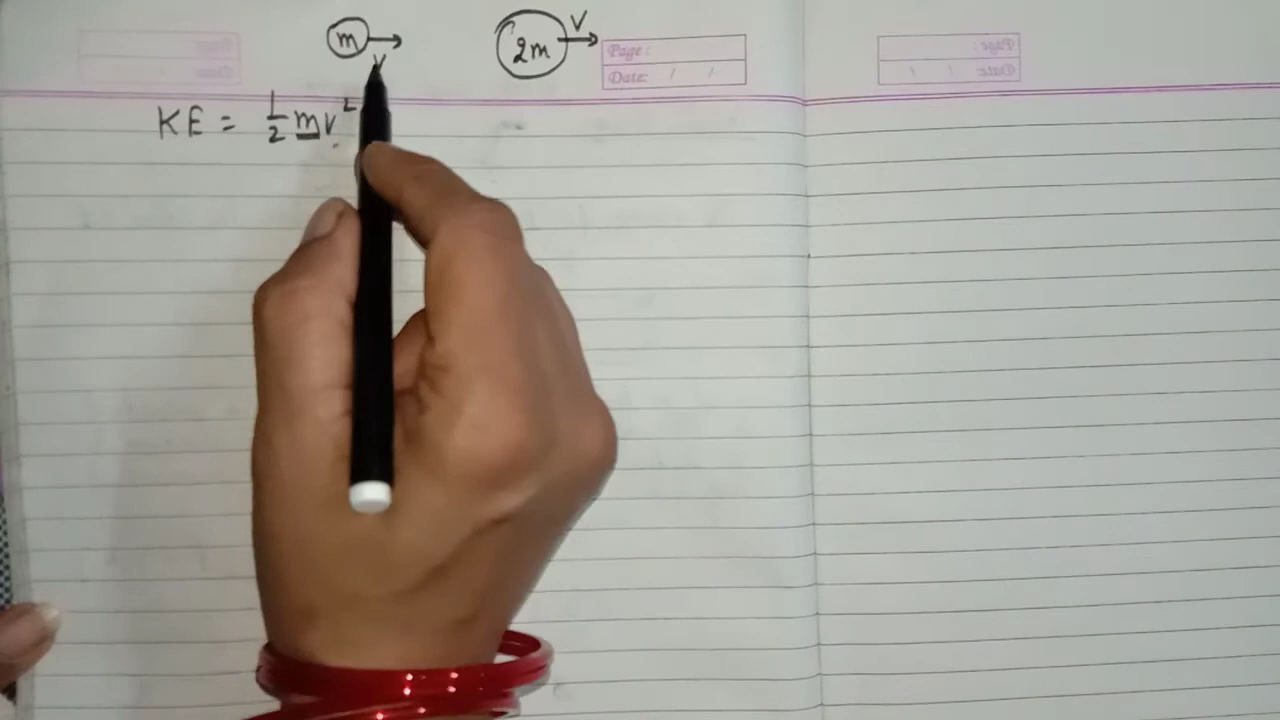 m V
2m V
Page :
Date: / /
KE = 1/2 mv²